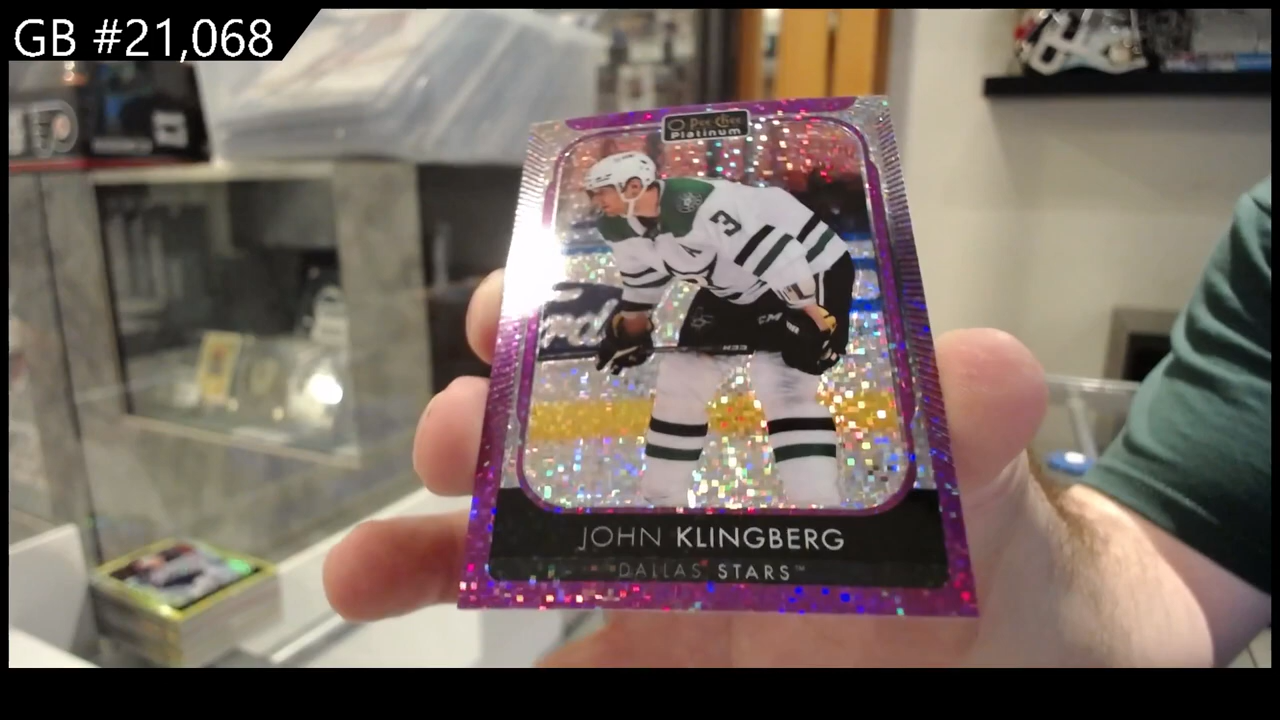 GB #21,068
O Pee Chee
Platinum
3
JOHN KLINGBERG
DALLAS STARS™